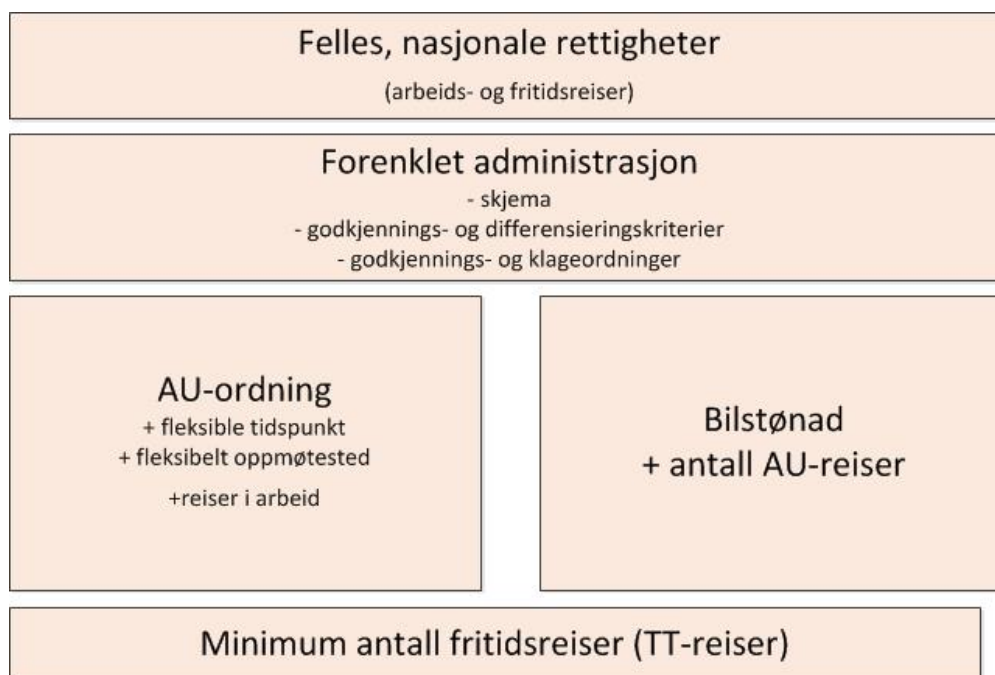 Felles, nasjonale rettigheter
(arbeids- og fritidsreiser)
Forenklet administrasjon
- skjema
- godkjennings- og differensieringskriterier
- godkjennings- og klageordninger
AU-ordning
+ fleksible tidspunkt
+ fleksibelt oppmøtested
+reiser i arbeid
Bilstønad
+ antall AU-reiser
Minimum antall fritidsreiser (TT-reiser)